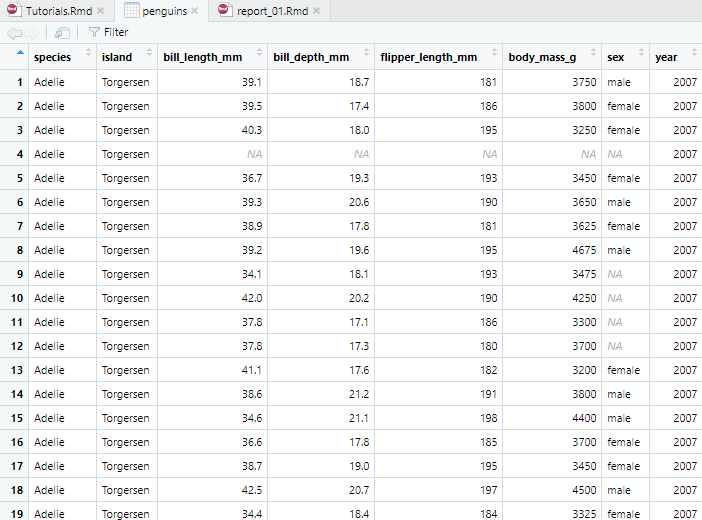 Tutorials.Rmd penguins report_01.Rmd
Filter
species island bill_length_mm bill_depth_mm flipper_length_mm body_mass_g sex year
1 Adelie Torgersen 39.1 18.7 181 3750 male 2007
2 Adelie Torgersen 39.5 17.4 186 3800 female 2007
3 Adelie Torgersen 40.3 18.0 195 3250 female 2007
4 Adelie Torgersen NA NA NA NA NA 2007
5 Adelie Torgersen 36.7 19.3 193 3450 female 2007
6 Adelie Torgersen 39.3 20.6 190 3650 male 2007
7 Adelie Torgersen 38.9 17.8 181 3625 female 2007
8 Adelie Torgersen 39.2 19.6 195 4675 male 2007
9 Adelie Torgersen 34.1 18.1 193 3475 NA 2007
10 Adelie Torgersen 42.0 20.2 190 4250 NA 2007
11 Adelie Torgersen 37.8 17.1 186 3300 NA 2007
12 Adelie Torgersen 37.8 17.3 180 3700 NA 2007
13 Adelie Torgersen 41.1 17.6 182 3200 female 2007
14 Adelie Torgersen 38.6 21.2 191 3800 male 2007
15 Adelie Torgersen 34.6 21.1 198 4400 male 2007
16 Adelie Torgersen 36.6 17.8 185 3700 female 2007
17 Adelie Torgersen 38.7 19.0 195 3450 female 2007
18 Adelie Torgersen 42.5 20.7 197 4500 male 2007
19 Adelie Torgersen 34.4 18.4 184 3325 female 2007